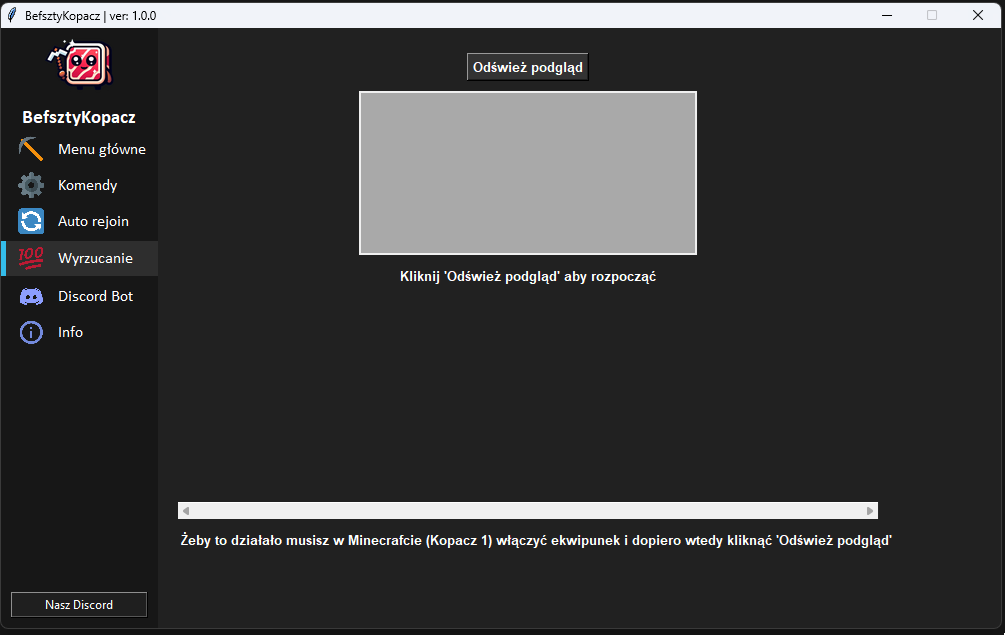 BefsztyKopacz | ver: 1.0.0
BefsztyKopacz
Menu główne
Komendy
Auto rejoin
100
Wyrzucanie
Discord Bot
Info
Nasz Discord
Odśwież podgląd
Kliknij 'Odśwież podgląd' aby rozpocząć
Żeby to działało musisz w Minecrafcie (Kopacz 1) włączyć ekwipunek i dopiero wtedy kliknąć 'Odśwież podgląd'